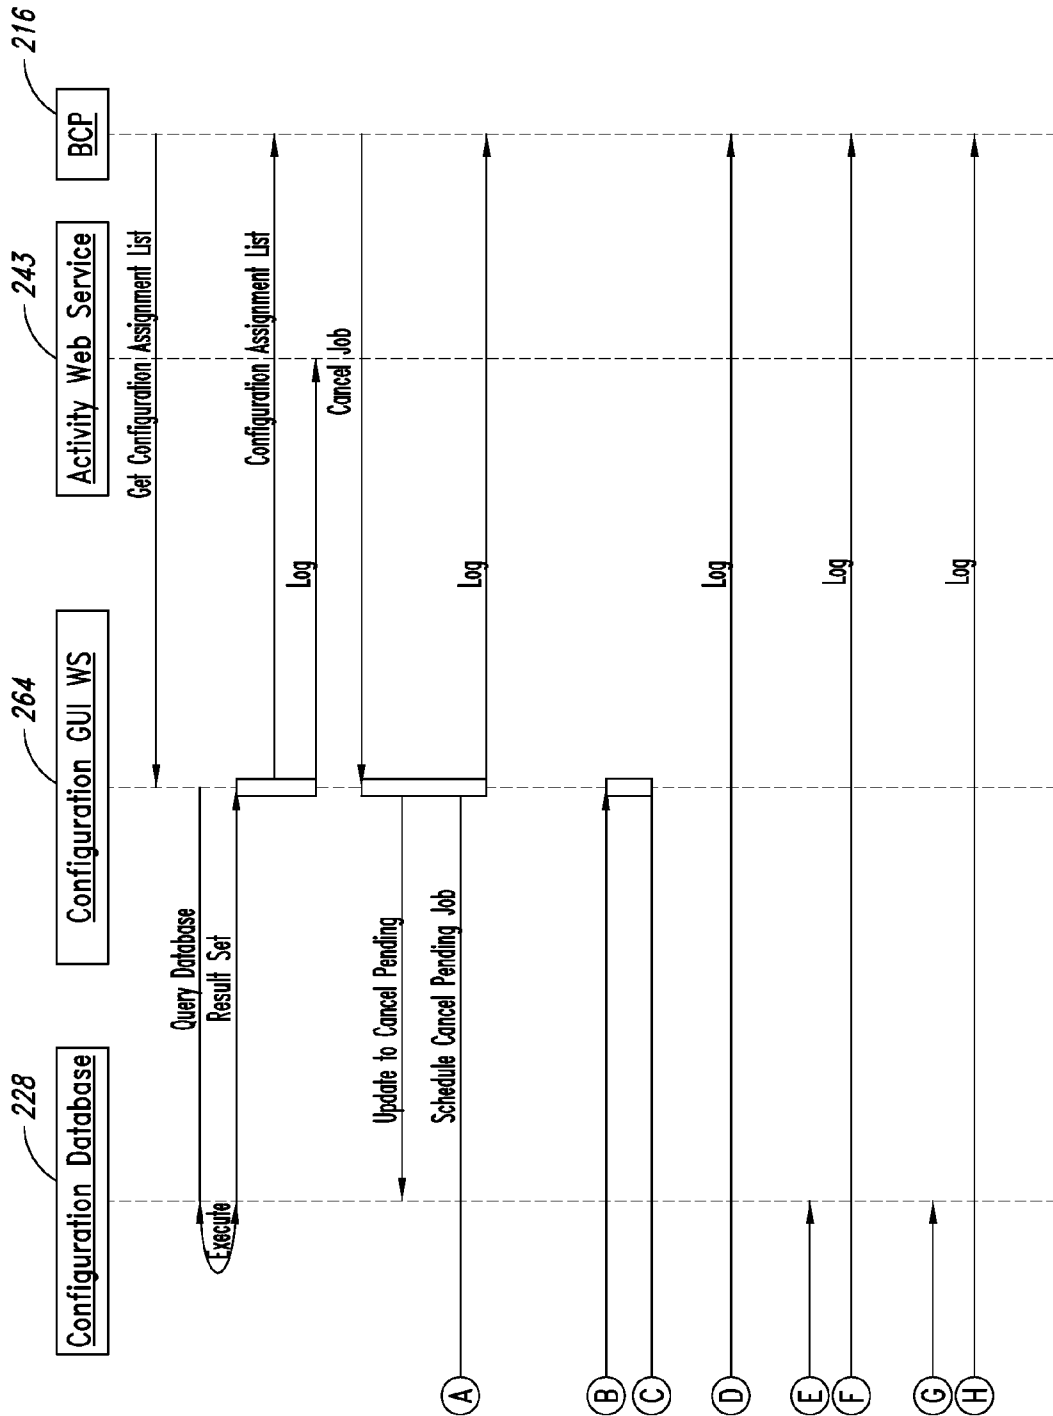 228
264
243
216
Configuration Database
Configuration GUI WS
Activity Web Service
BCP
Get Configuration Assignment List
Query Database
Result Set
Execute
Configuration Assignment List
Log
Cancel Job
Update to Cancel Pending
Schedule Cancel Pending Job
A
Log
B
C
D
Log
E
F
Log
G
H
Log